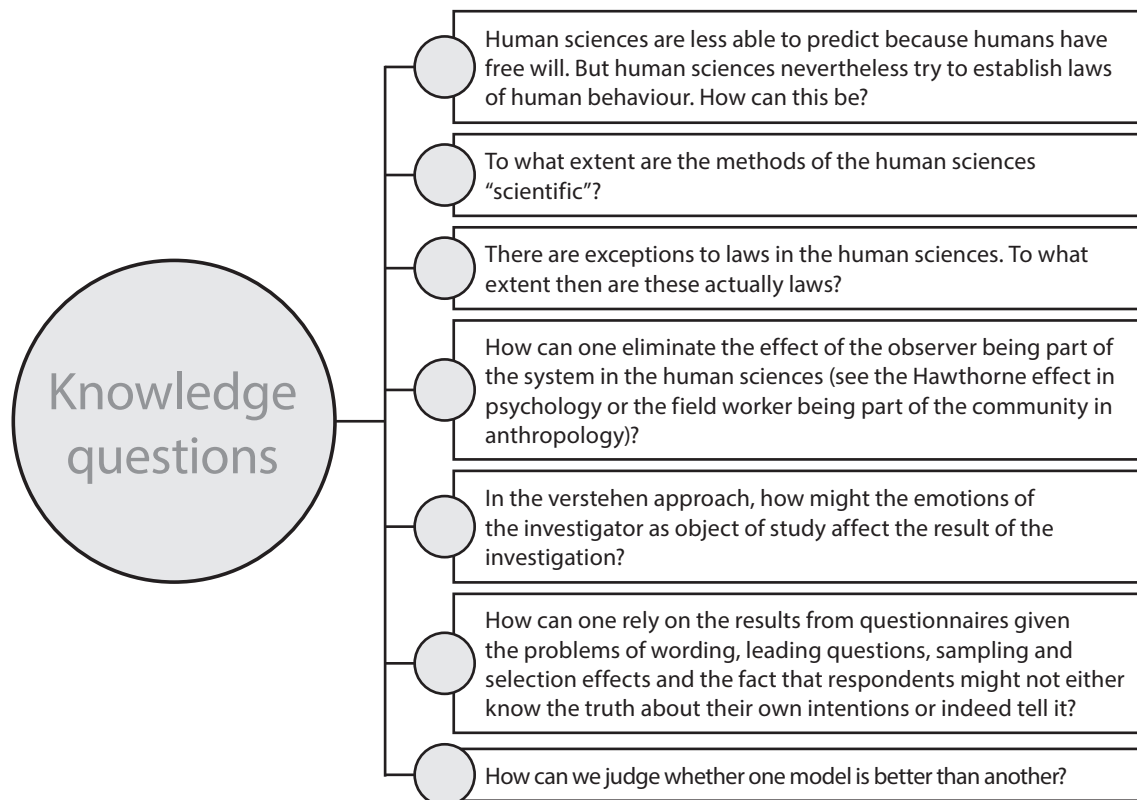 Human sciences are less able to predict because humans have
free will. But human sciences nevertheless try to establish laws
of human behaviour. How can this be?
To what extent are the methods of the human sciences
“scientific”?
There are exceptions to laws in the human sciences. To what
extent then are these actually laws?
Knowledge
questions
How can one eliminate the effect of the observer being part of
the system in the human sciences (see the Hawthorne effect in
psychology or the field worker being part of the community in
anthropology)?
In the verstehen approach, how might the emotions of
the investigator as object of study affect the result of the
investigation?
How can one rely on the results from questionnaires given
the problems of wording, leading questions, sampling and
selection effects and the fact that respondents might not either
know the truth about their own intentions or indeed tell it?
How can we judge whether one model is better than another?